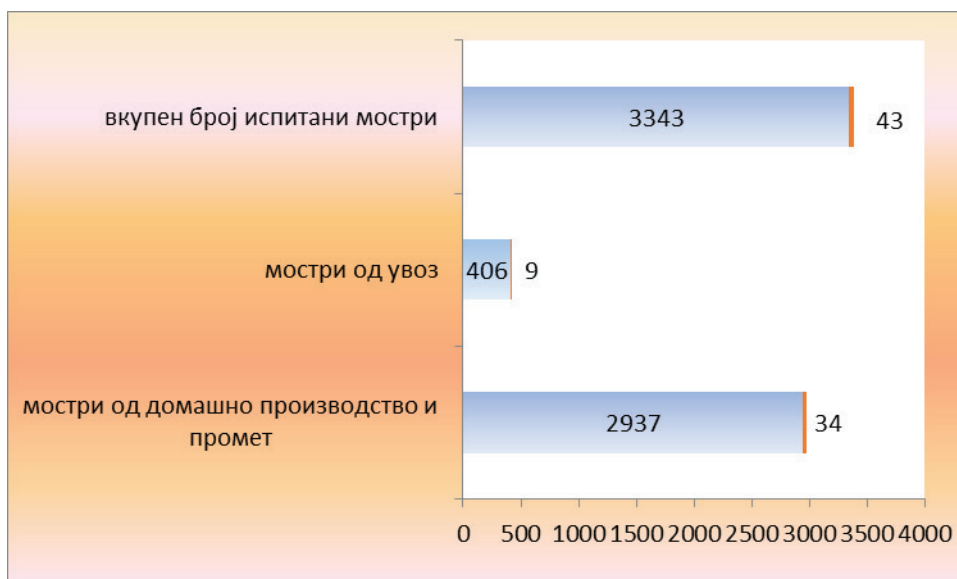 вкупен број испитани мостри
3343 43
мостри од увоз
406 9
мостри од домашно производство и
промет
2937 34
0 500 1000 1500 2000 2500 3000 3500 4000